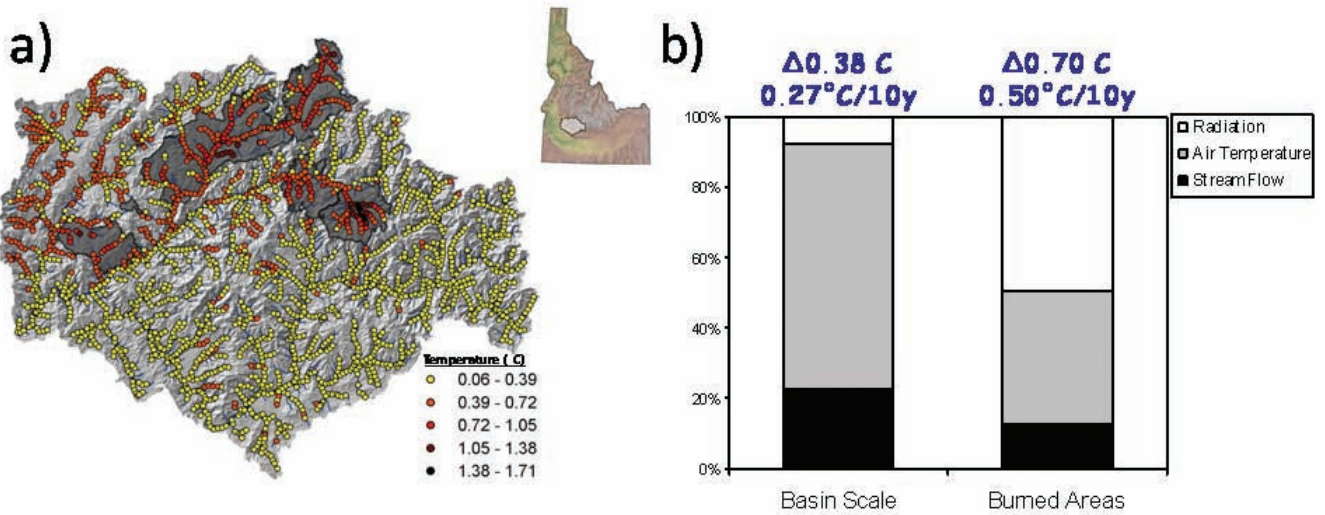 a)
Temperature ( C)
0.06 - 0.39
0.39 - 0.72
0.72 - 1.05
1.05 - 1.38
1.38 - 1.71
b)
Δ0.38 C
0.27°C/10y
Δ0.70 C
0.50°C/10y
100%
80%
60%
40%
20%
0%
Basin Scale
Burned Areas
Radiation
Air Temperature
Stream Flow